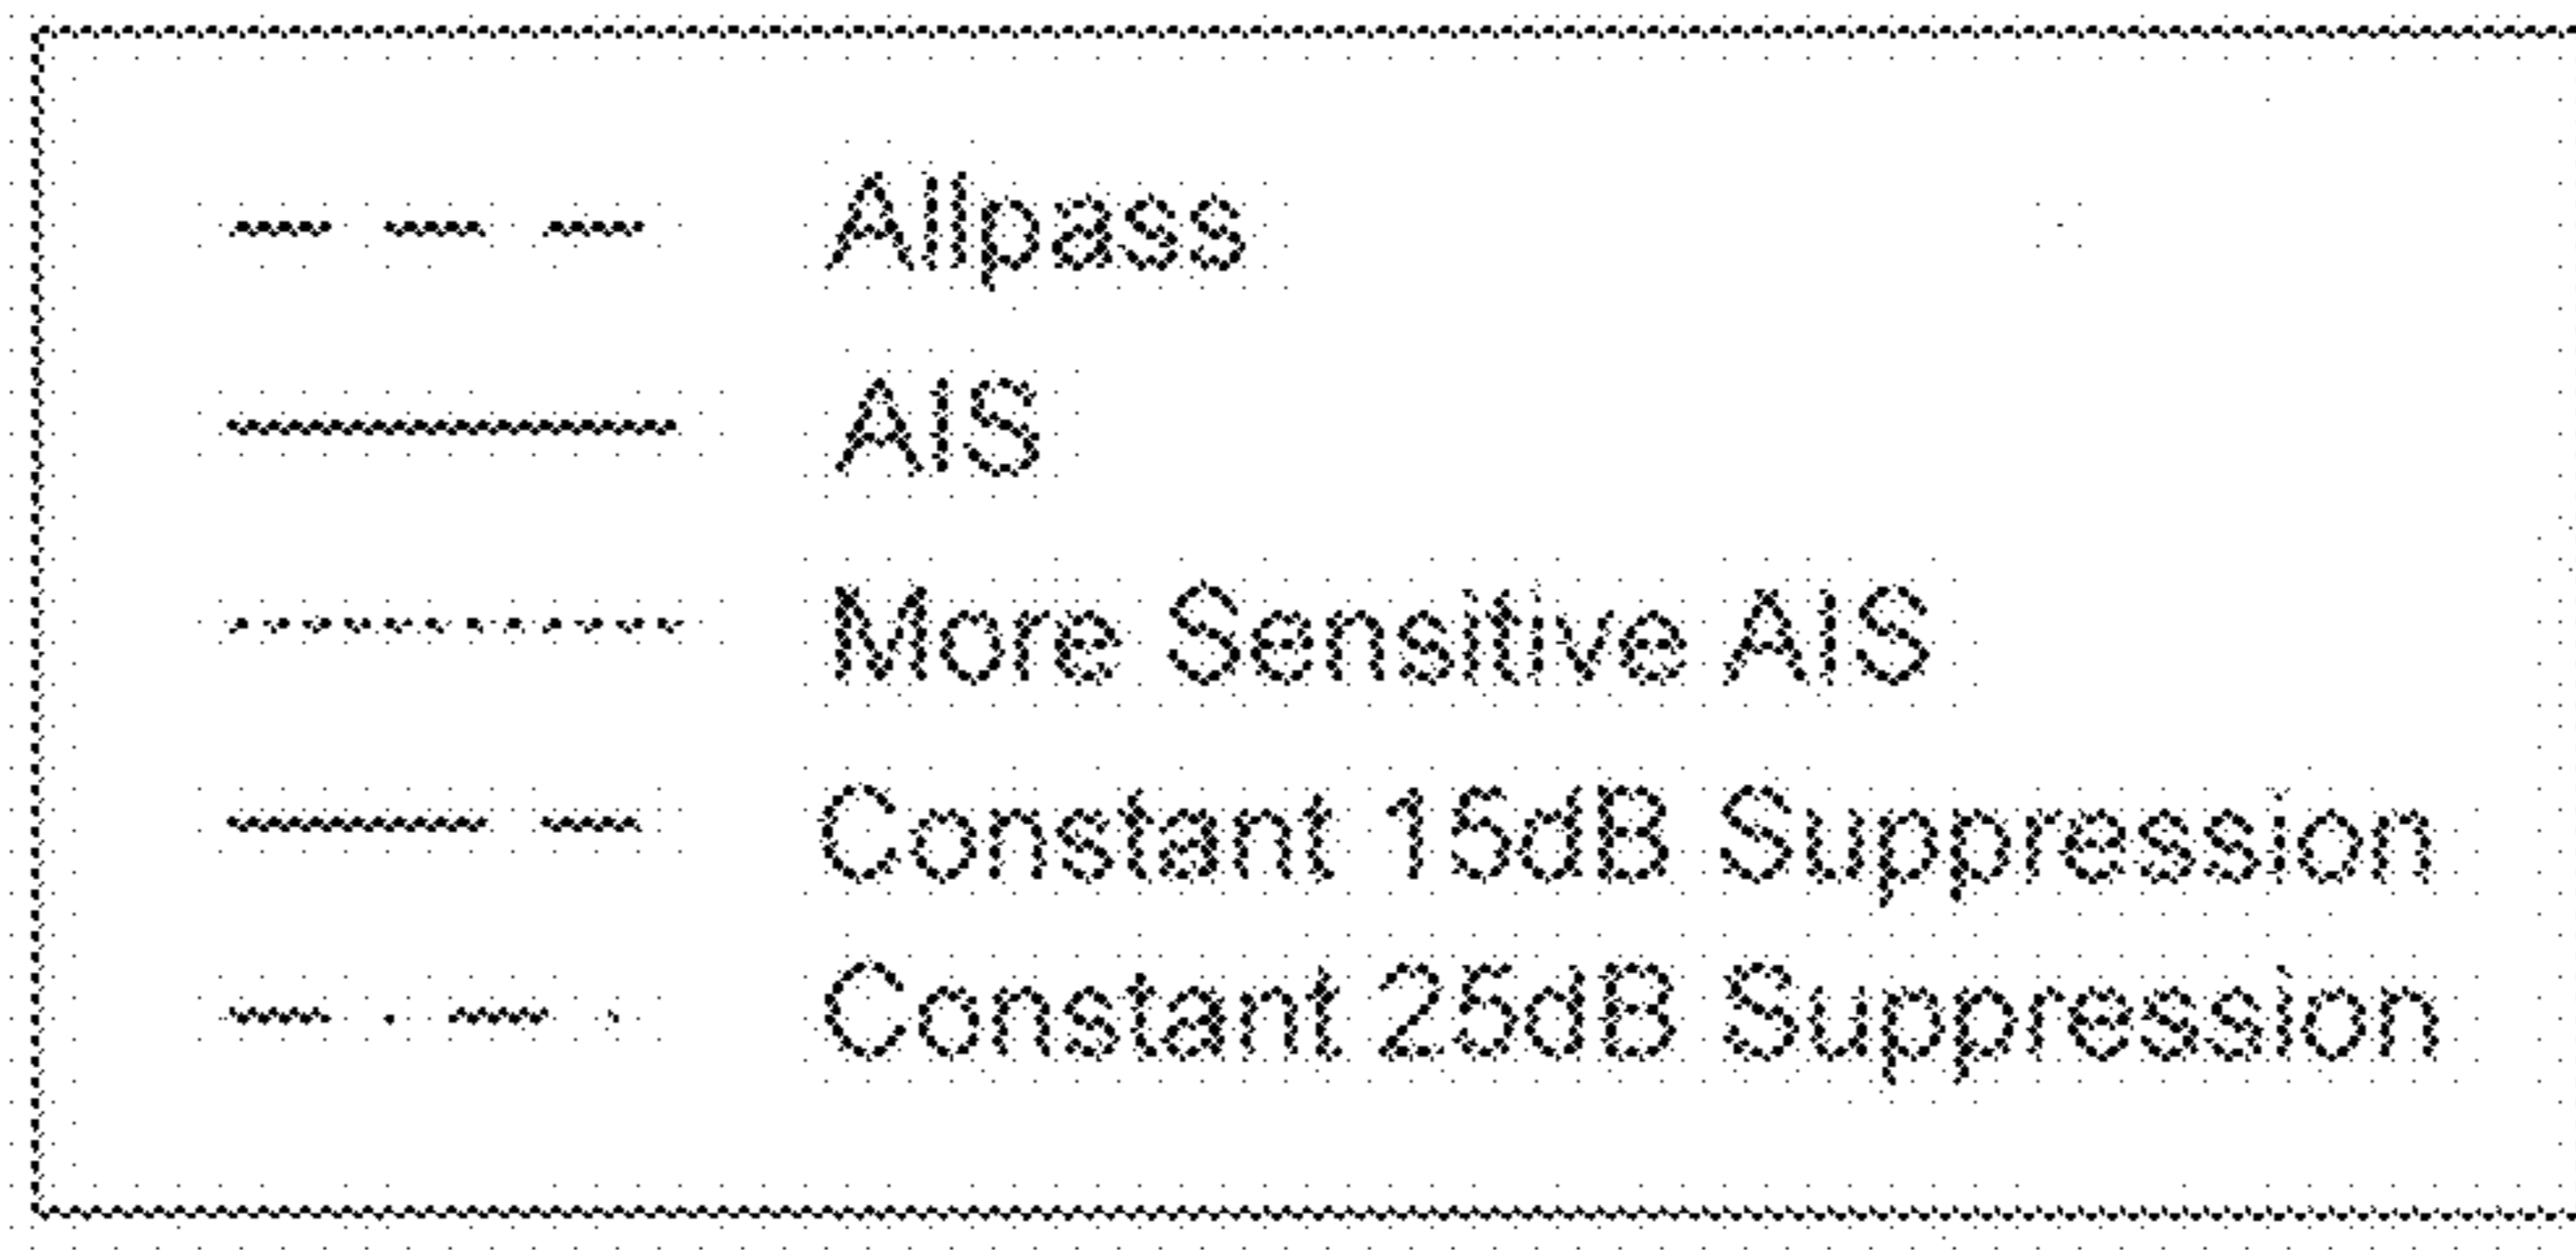 Allpass
AIS
More Sensitive AIS
Constant 15dB Suppression
Constant 25dB Suppression